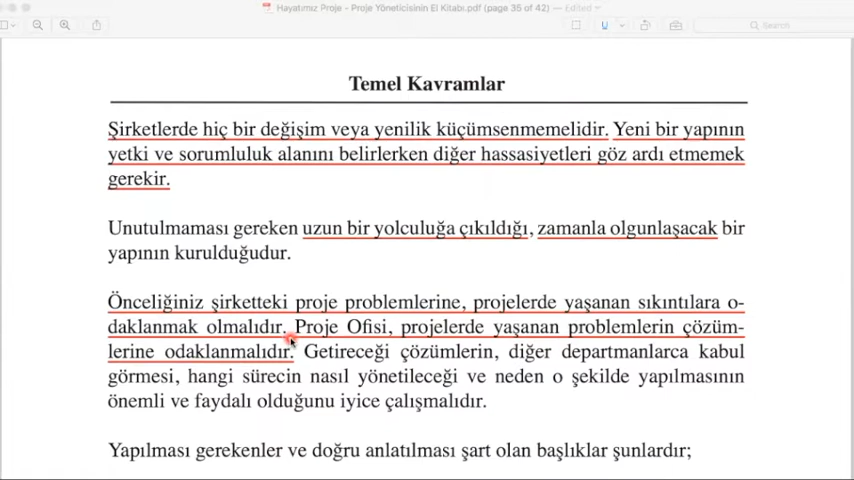 Hayatımız Proje - Proje Yöneticisinin El Kitabı.pdf (page 35 of 42) — Edited
Search
Temel Kavramlar
Şirketlerde hiç bir değişim veya yenilik küçümsenmemelidir. Yeni bir yapının
yetki ve sorumluluk alanını belirlerken diğer hassasiyetleri göz ardı etmemek
gerekir.
Unutulmaması gereken uzun bir yolculuğa çıkıldığı, zamanla olgunlaşacak bir
yapının kurulduğudur.
Önceliğiniz şirketteki proje problemlerine, projelerde yaşanan sıkıntılara o-
daklanmak olmalıdır. Proje Ofisi, projelerde yaşanan problemlerin çözüm-
lerine odaklanmalıdır. Getireceği çözümlerin, diğer departmanlarca kabul
görmesi, hangi sürecin nasıl yönetileceği ve neden o şekilde yapılmasının
önemli ve faydalı olduğunu iyice çalışmalıdır.
Yapılması gerekenler ve doğru anlatılması şart olan başlıklar şunlardır;